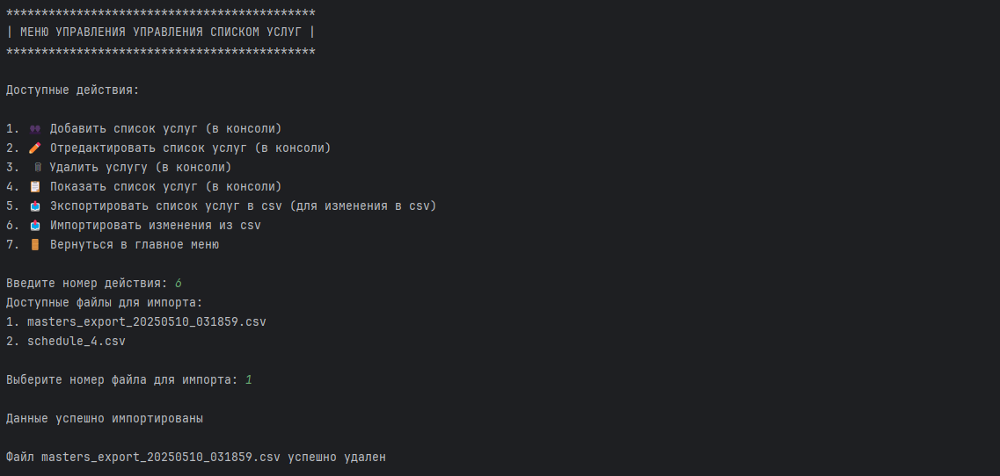 ********************************************
| МЕНЮ УПРАВЛЕНИЯ УПРАВЛЕНИЯ СПИСКОМ УСЛУГ |
********************************************
Доступные действия:
1. 👥 Добавить список услуг (в консоли)
2. ✏️ Отредактировать список услуг (в консоли)
3. 🗑 Удалить услугу (в консоли)
4. 📋 Показать список услуг (в консоли)
5. 📤 Экспортировать список услуг в csv (для изменения в csv)
6. 📤 Импортировать изменения из csv
7. 🚪 Вернуться в главное меню
Введите номер действия: 6
Доступные файлы для импорта:
1. masters_export_20250510_031859.csv
2. schedule_4.csv
Выберите номер файла для импорта: 1
Данные успешно импортированы
Файл masters_export_20250510_031859.csv успешно удален